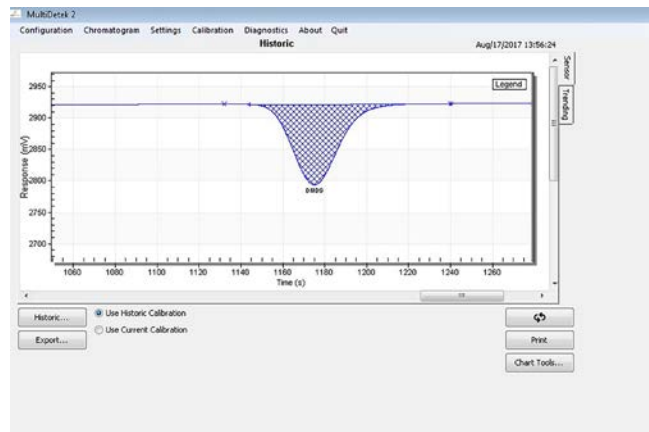 MultiDetek 2
Configuration Chromatogram Settings Calibration Diagnostics About Quit
Historic
Aug/17/2017 13:56:24
Sensor
Trending
Legend
Response (mV)
2950
2900
2850
2800
2750
2700
DMDS
1060 1080 1100 1120 1140 1160 1180 1200 1220 1240 1260
Time (s)
Historic...
Use Historic Calibration
Export...
Use Current Calibration
Print
Chart Tools...